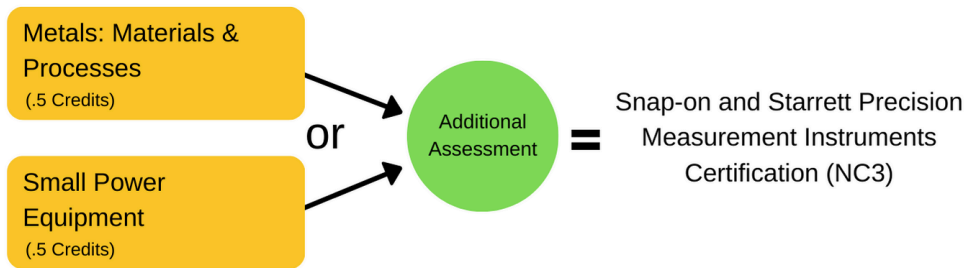 Metals: Materials &
Processes
(.5 Credits)
or
Small Power
Equipment
(.5 Credits)
Additional
Assessment
=
Snap-on and Starrett Precision
Measurement Instruments
Certification (NC3)